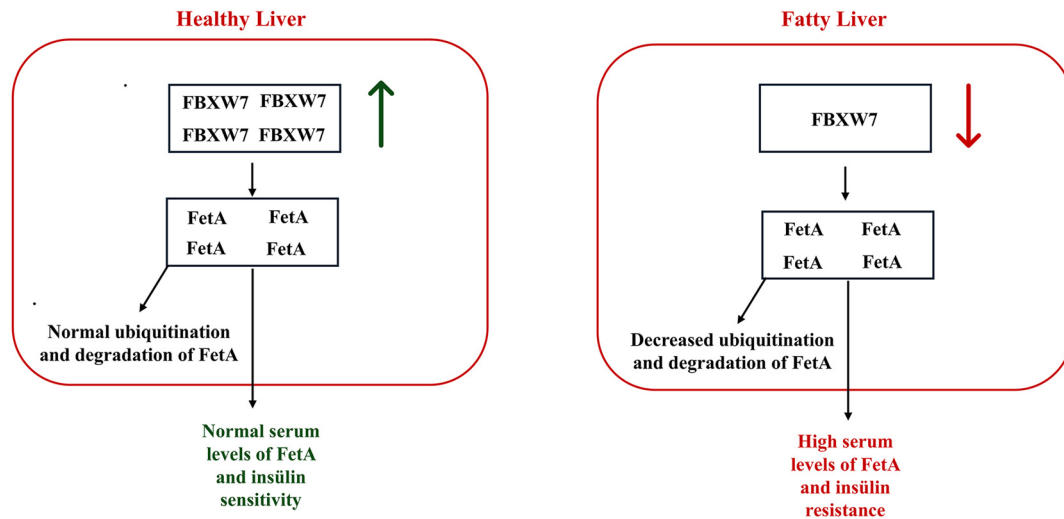 Healthy Liver
FBXW7 FBXW7
FBXW7 FBXW7
FetA FetA
FetA FetA
Normal ubiquitination
and degradation of FetA
Normal serum
levels of FetA
and insülin
sensitivity
Fatty Liver
FBXW7
FetA FetA
FetA FetA
Decreased ubiquitination
and degradation of FetA
High serum
levels of FetA
and insülin
resistance